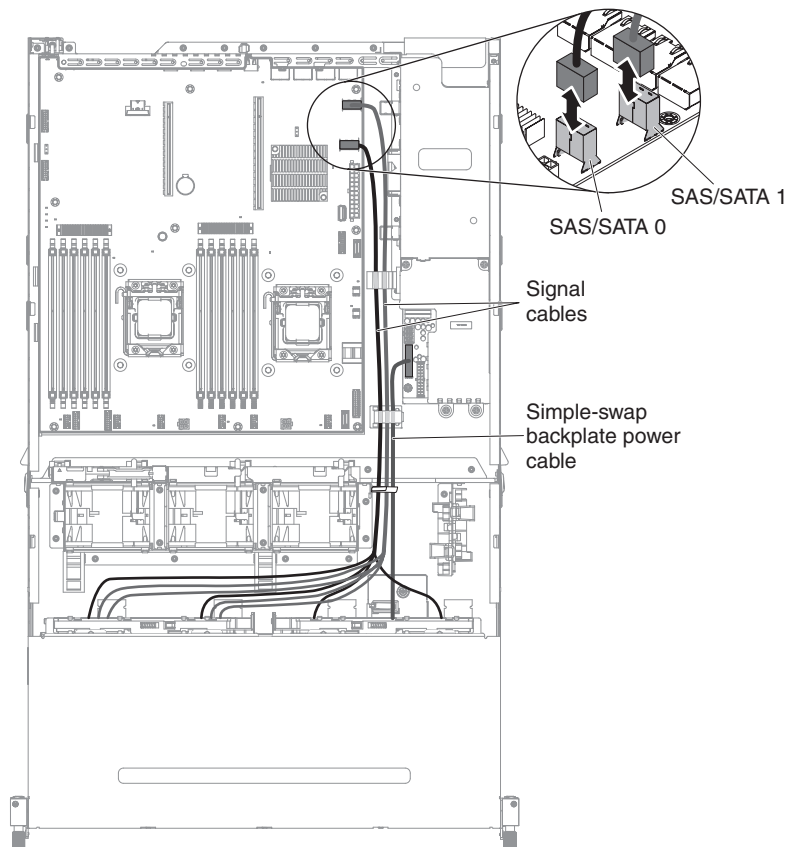 SAS/SATA 1
SAS/SATA 0
Signal
cables
Simple-swap
backplate power
cable